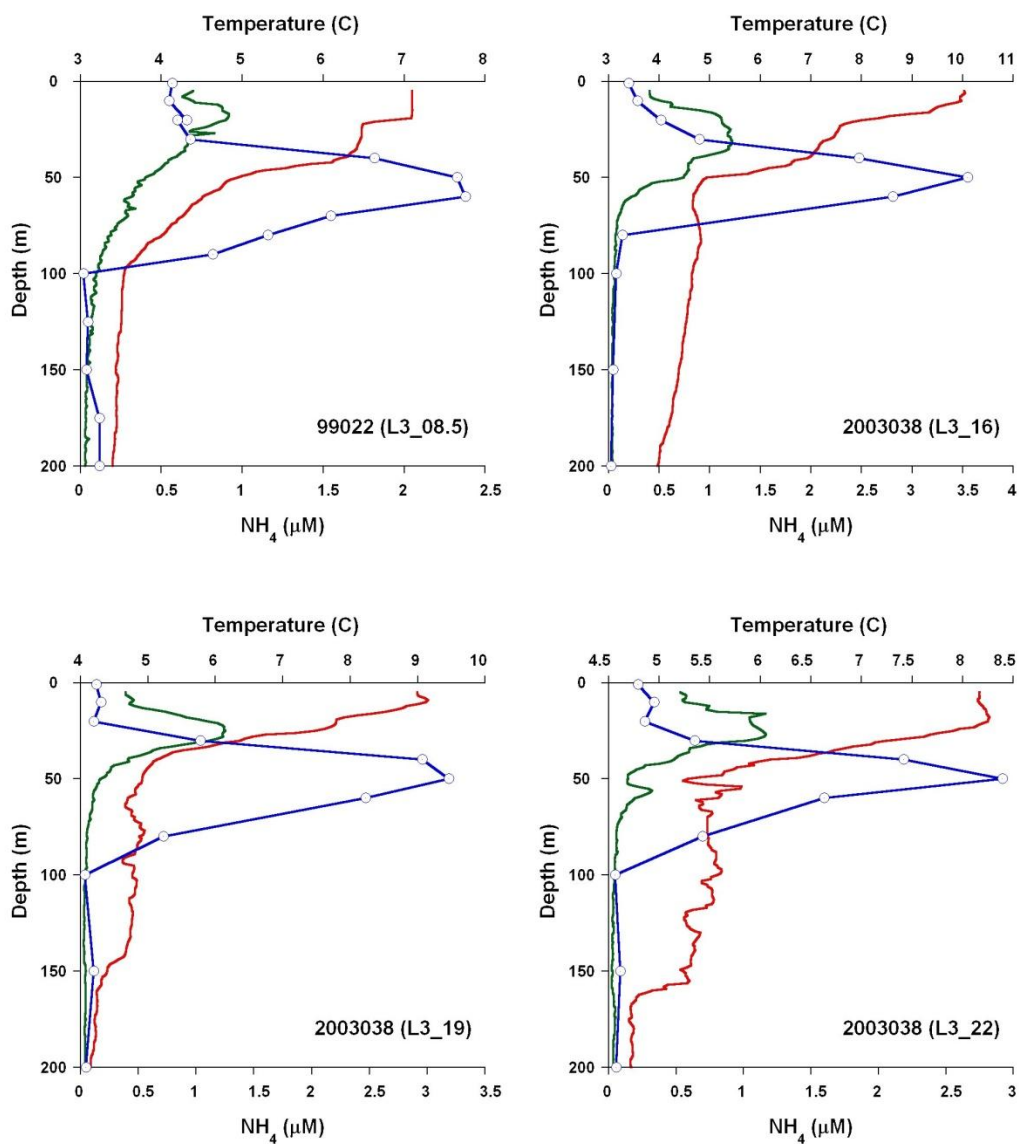 Temperature (C)
3 4 5 6 7 8
0
50
100
150
200
Depth (m)
99022 (L3_08.5)
0 0.5 1 1.5 2 2.5
NH4 (μM)
Temperature (C)
3 4 5 6 7 8 9 10 11
0
50
100
150
200
Depth (m)
2003038 (L3_16)
0 0.5 1 1.5 2 2.5 3 3.5 4
NH4 (μM)
Temperature (C)
4 5 6 7 8 9 10
0
50
100
150
200
Depth (m)
2003038 (L3_19)
0 0.5 1 1.5 2 2.5 3 3.5
NH4 (μM)
Temperature (C)
4.5 5 5.5 6 6.5 7 7.5 8 8.5
0
50
100
150
200
Depth (m)
2003038 (L3_22)
0 0.5 1 1.5 2 2.5 3
NH4 (μM)